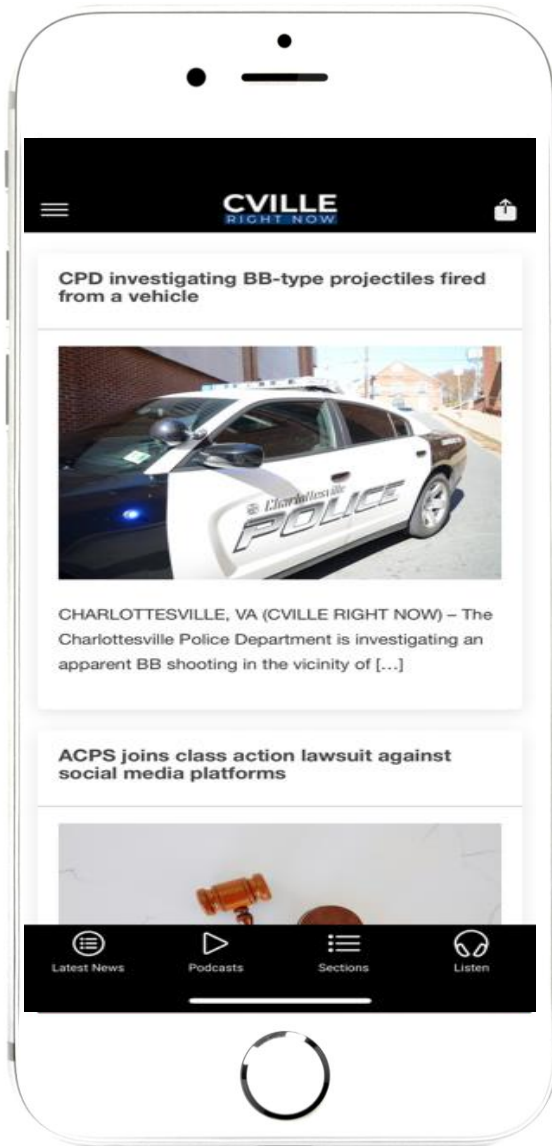 CVILLE
RIGHT NOW
CPD investigating BB-type projectiles fired
from a vehicle
Charlottesville
POLICE
CHARLOTTESVILLE, VA (CVILLE RIGHT NOW) – The
Charlottesville Police Department is investigating an
apparent BB shooting in the vicinity of […]
ACPS joins class action lawsuit against
social media platforms
Latest News
Podcasts
Sections
Listen